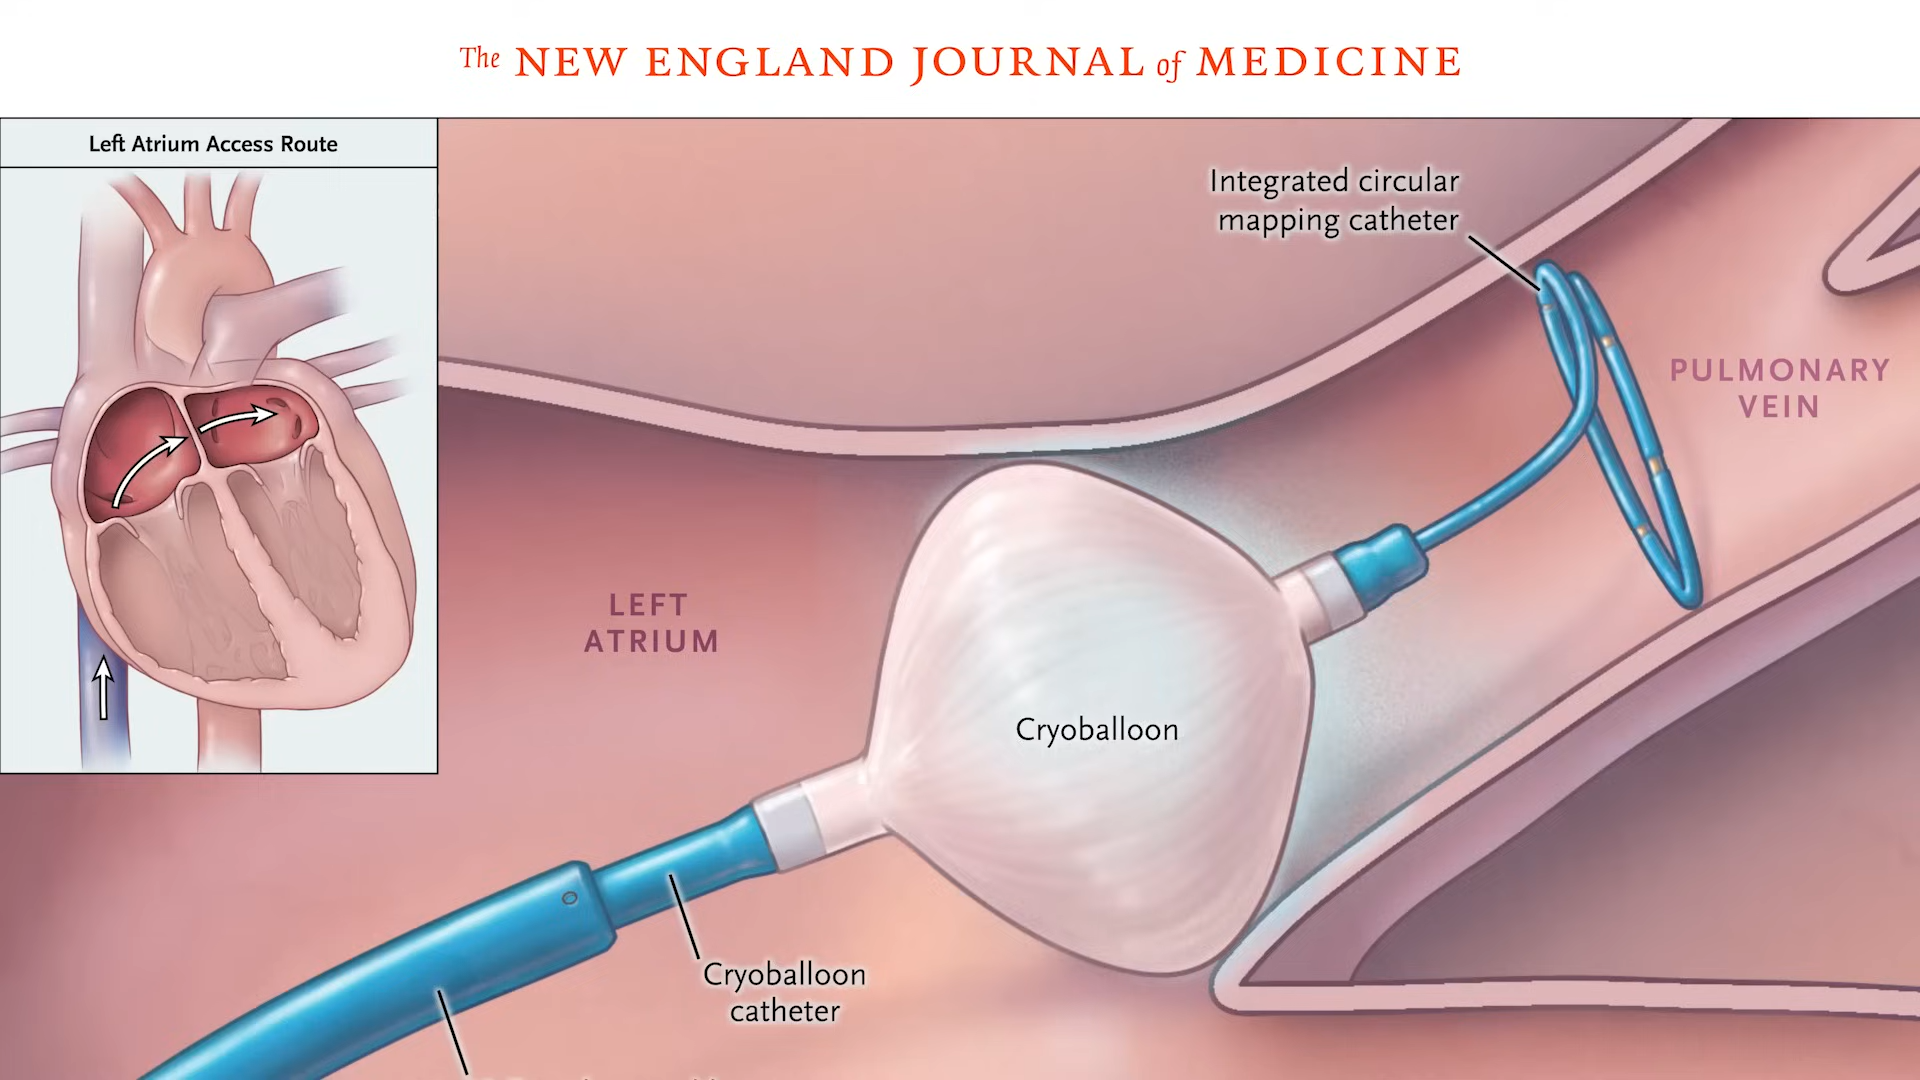 The NEW ENGLAND JOURNAL of MEDICINE
Left Atrium Access Route
Integrated circular
mapping catheter
PULMONARY
VEIN
LEFT
ATRIUM
Cryoballoon
Cryoballoon
catheter